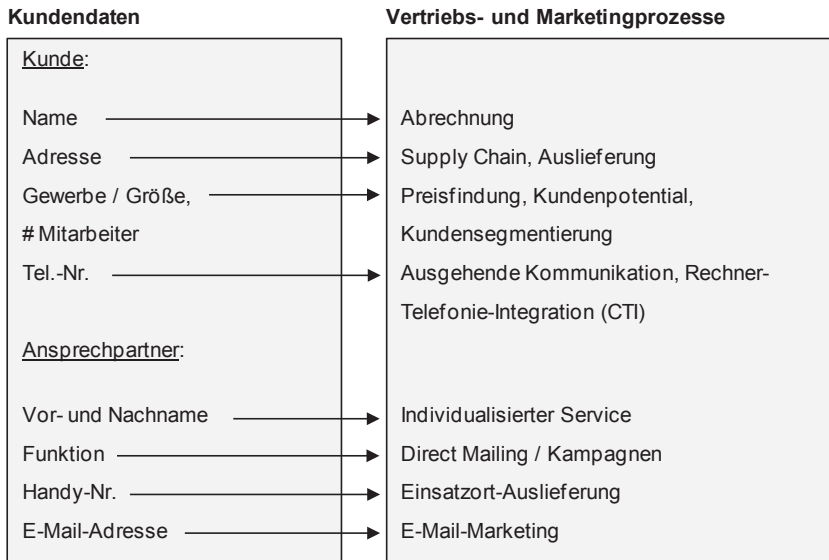 Kundendaten
Vertriebs- und Marketingprozesse
Kunde:
Name
Abrechnung
Adresse
Supply Chain, Auslieferung
Gewerbe / Größe,
Preisfindung, Kundenpotential,
# Mitarbeiter
Kundensegmentierung
Tel.-Nr.
Ausgehende Kommunikation, Rechner-
Telefonie-Integration (CTI)
Ansprechpartner:
Vor- und Nachname
Individualisierter Service
Funktion
Direct Mailing / Kampagnen
Handy-Nr.
Einsatzort-Auslieferung
E-Mail-Adresse
E-Mail-Marketing